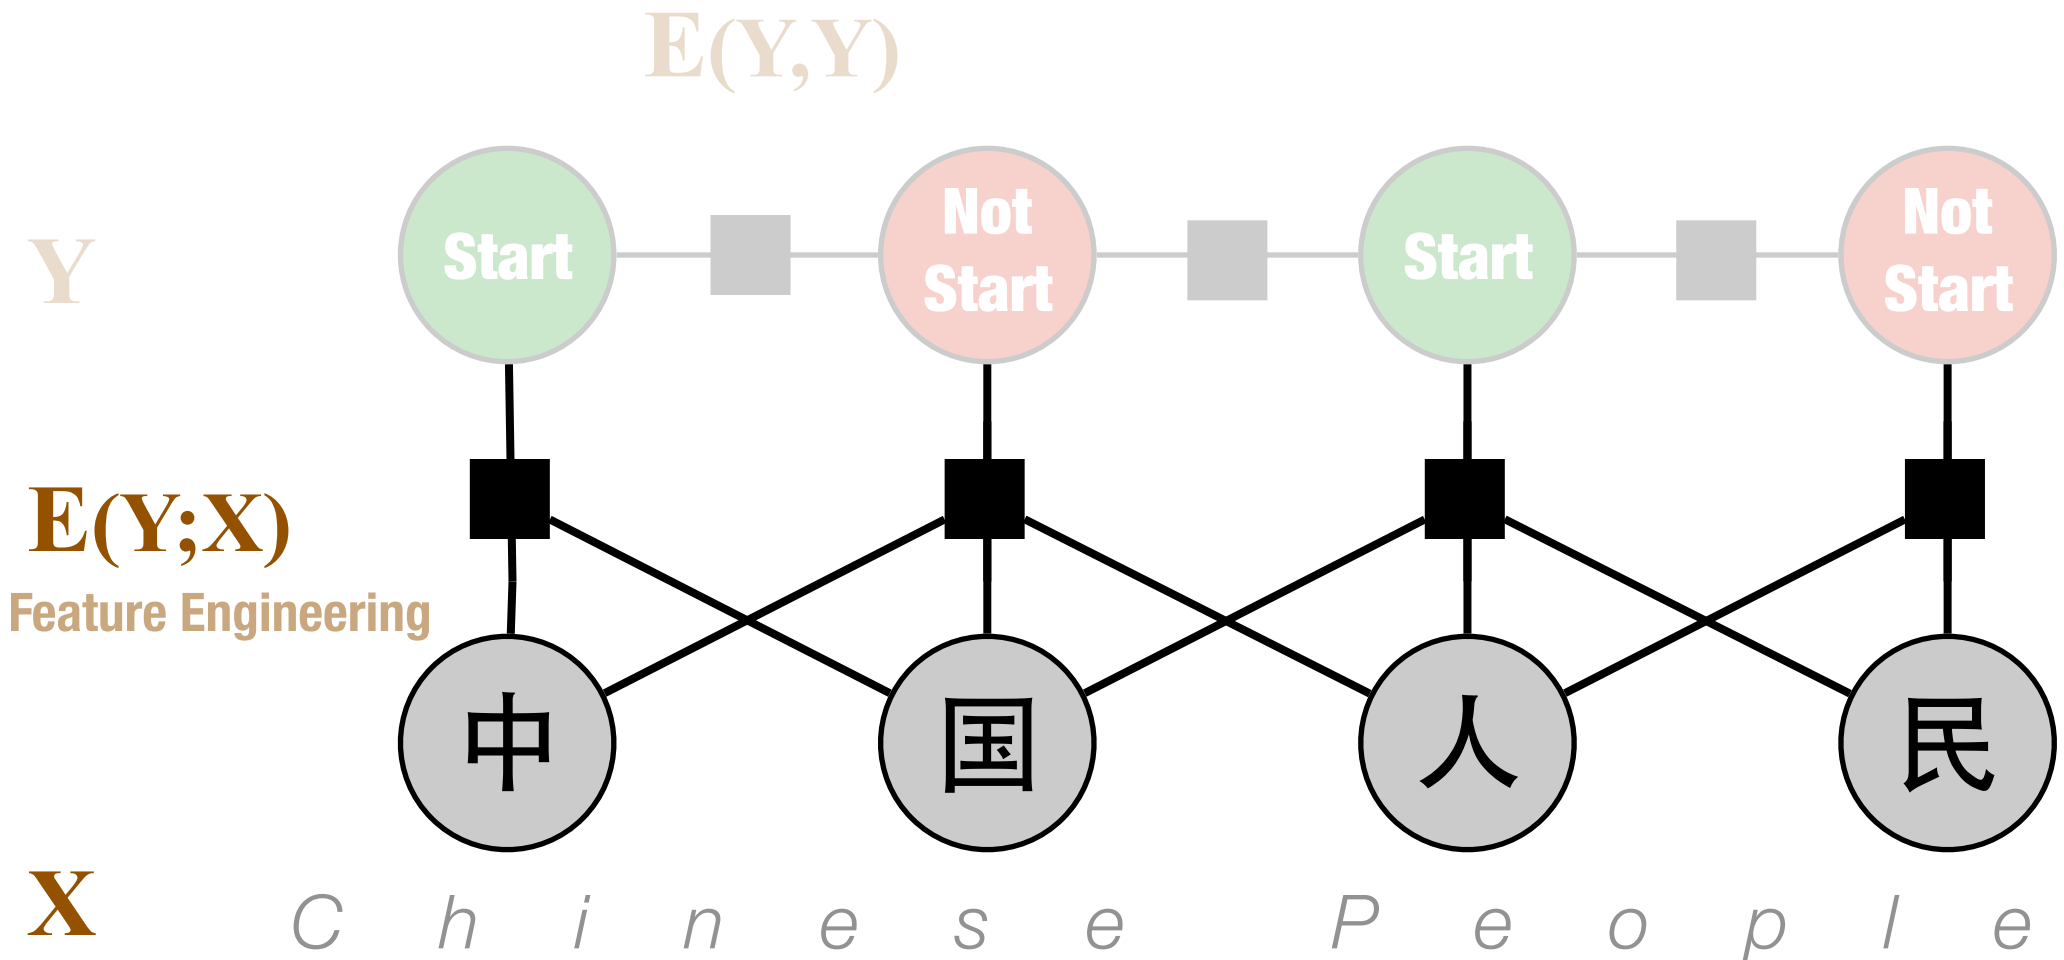 E(Y,Y)
Y
Start
Not
Start
Start
Not
Start
E(Y;X)
Feature Engineering
中 国 人 民
X
Chinese People